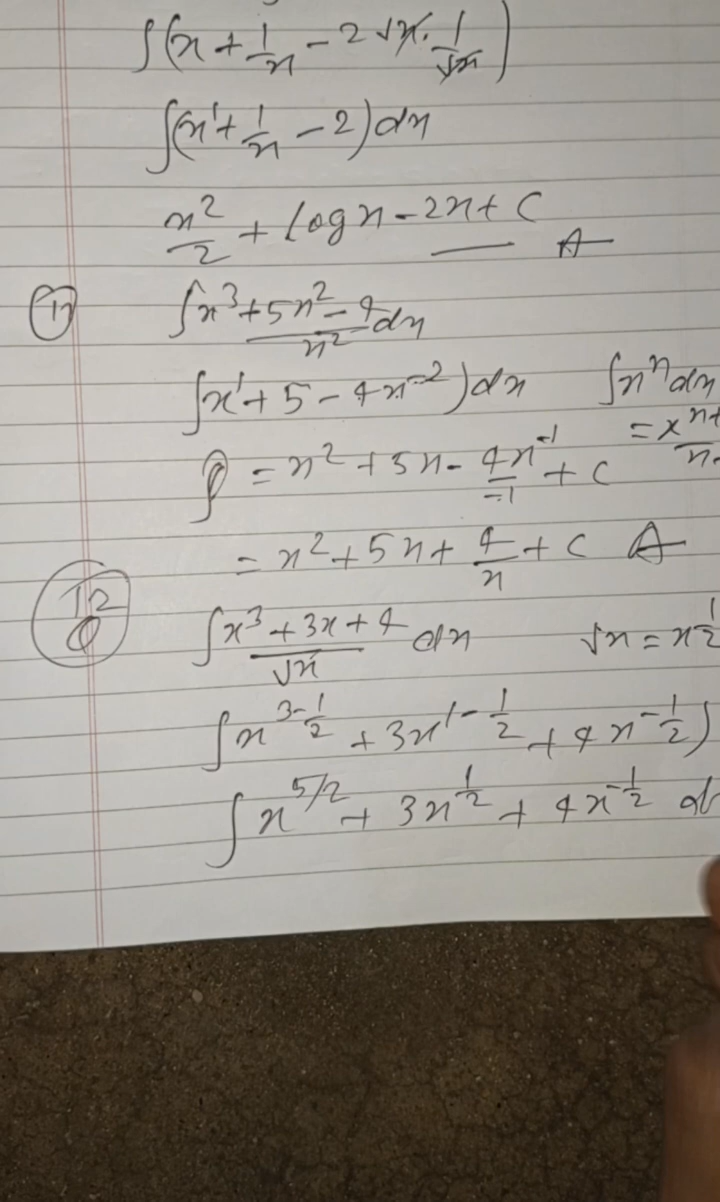 ∫(x + 1/x - 2√x · 1/√x)
∫(x¹ + 1/x - 2)dx
x²/2 + log x - 2x + C A
11 ∫ x³ + 5x² - 4 / x² dx
∫x¹ + 5 - 4x⁻²)dx ∫xⁿ dx
= x² + 5x - 4x⁻¹/-1 + C = xⁿ⁺/n-
= x² + 5x + 4/x + C A
12 ∫ x³ + 3x + 4 / √x dx √x = x^1/2
Q
∫x^3-1/2 + 3x^1-1/2 + 4x^-1/2)
∫x^5/2 + 3x^1/2 + 4x^-1/2 d